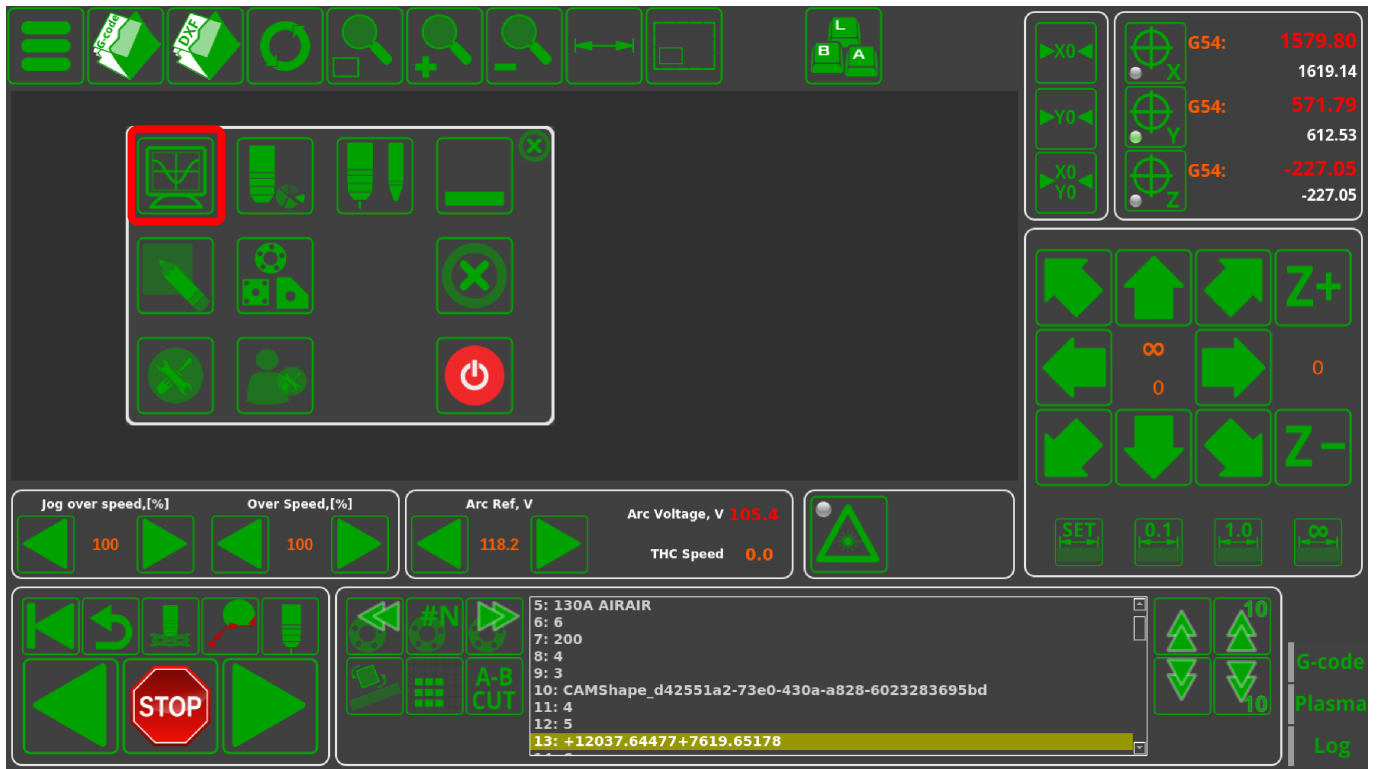 G-code
DXF
L
B
A
X0
Y0
X0
Y0
X
G54:
1579.80
1619.14
Y
G54:
571.79
612.53
Z
G54:
-227.05
-227.05
Z+
∞
0
0
Z-
SET
0.1
1.0
∞
Jog over speed,[%]
100
Over Speed,[%]
100
Arc Ref, V
118.2
Arc Voltage, V 105.4
THC Speed 0.0
STOP
#N
A-B
CUT
5: 130A AIRAIR
6: 6
7: 200
8: 4
9: 3
10: CAMShape_d42551a2-73e0-430a-a828-6023283695bd
11: 4
12: 5
13: +12037.64477+7619.65178
10
10
G-code
Plasma
Log